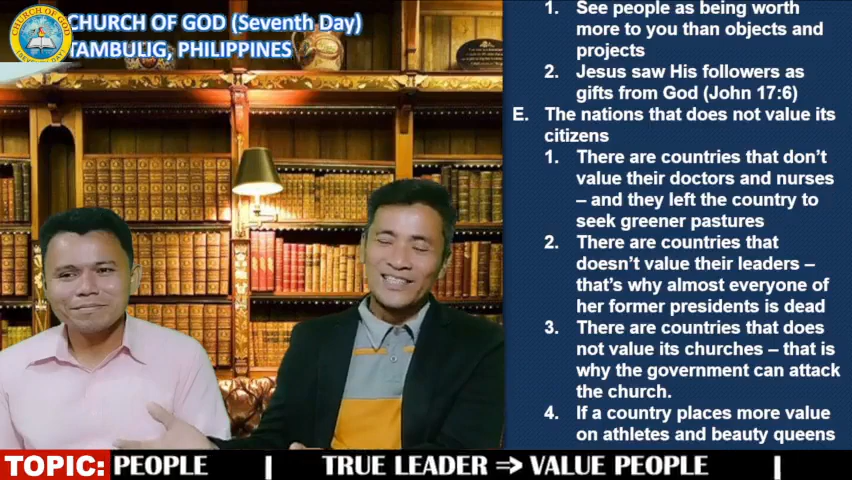 CHURCH OF GOD
(SEVENTH DAY)
CHURCH OF GOD (Seventh Day)
TAMBULIG, PHILIPPINES
1. See people as being worth
more to you than objects and
projects
2. Jesus saw His followers as
gifts from God (John 17:6)
E. The nations that does not value its
citizens
1. There are countries that don't
value their doctors and nurses
– and they left the country to
seek greener pastures
2. There are countries that
doesn't value their leaders –
that's why almost everyone of
her former presidents is dead
3. There are countries that does
not value its churches – that is
why the government can attack
the church.
4. If a country places more value
on athletes and beauty queens
TOPIC: PEOPLE | TRUE LEADER => VALUE PEOPLE |